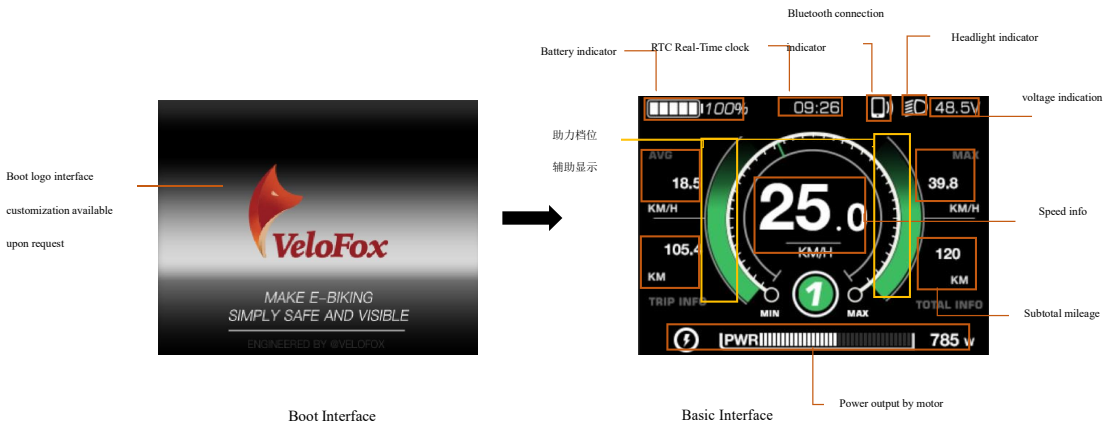 Bluetooth connection
Battery indicator
RTC Real-Time clock
indicator
Headlight indicator
voltage indication
100%
09:26
48.5V
助力档位
辅助显示
Boot logo interface
customization available
upon request
VeloFox
MAKE E-BIKING
SIMPLY SAFE AND VISIBLE
ENGINEERED BY @VELOFOX
AVG
18.5
KM/H
105.4
KM
TRIP INFO
25.0
KM/H
MIN
1
MAX
MAX
39.8
KM/H
120
KM
TOTAL INFO
Speed info
Subtotal mileage
PWR
785 W
Power output by motor
Boot Interface
Basic Interface